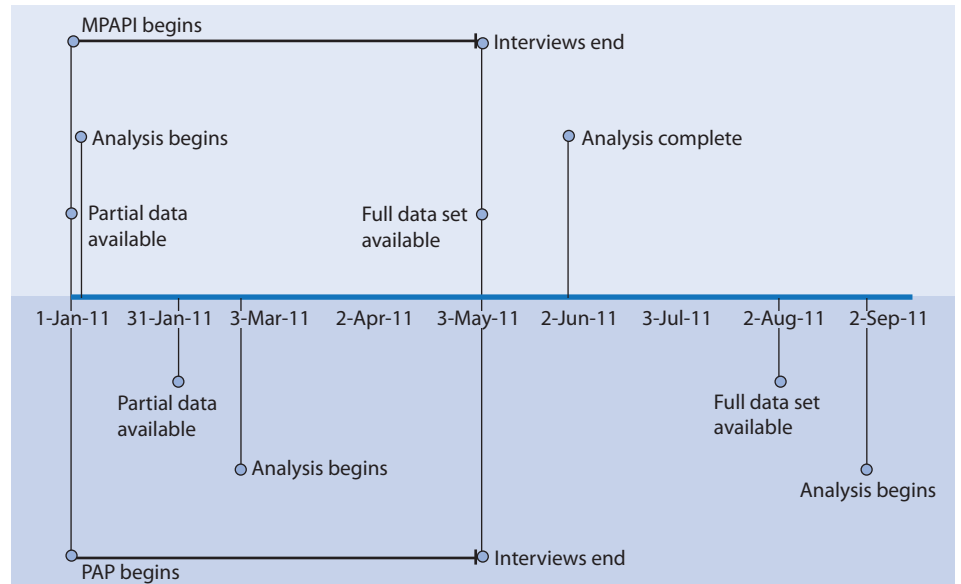 MPAPI begins
Interviews end
Analysis begins
Analysis complete
Partial data
available
Full data set
available
1-Jan-11 31-Jan-11 3-Mar-11 2-Apr-11 3-May-11 2-Jun-11 3-Jul-11 2-Aug-11 2-Sep-11
Partial data
available
Full data set
available
Analysis begins
Analysis begins
Interviews end
PAP begins